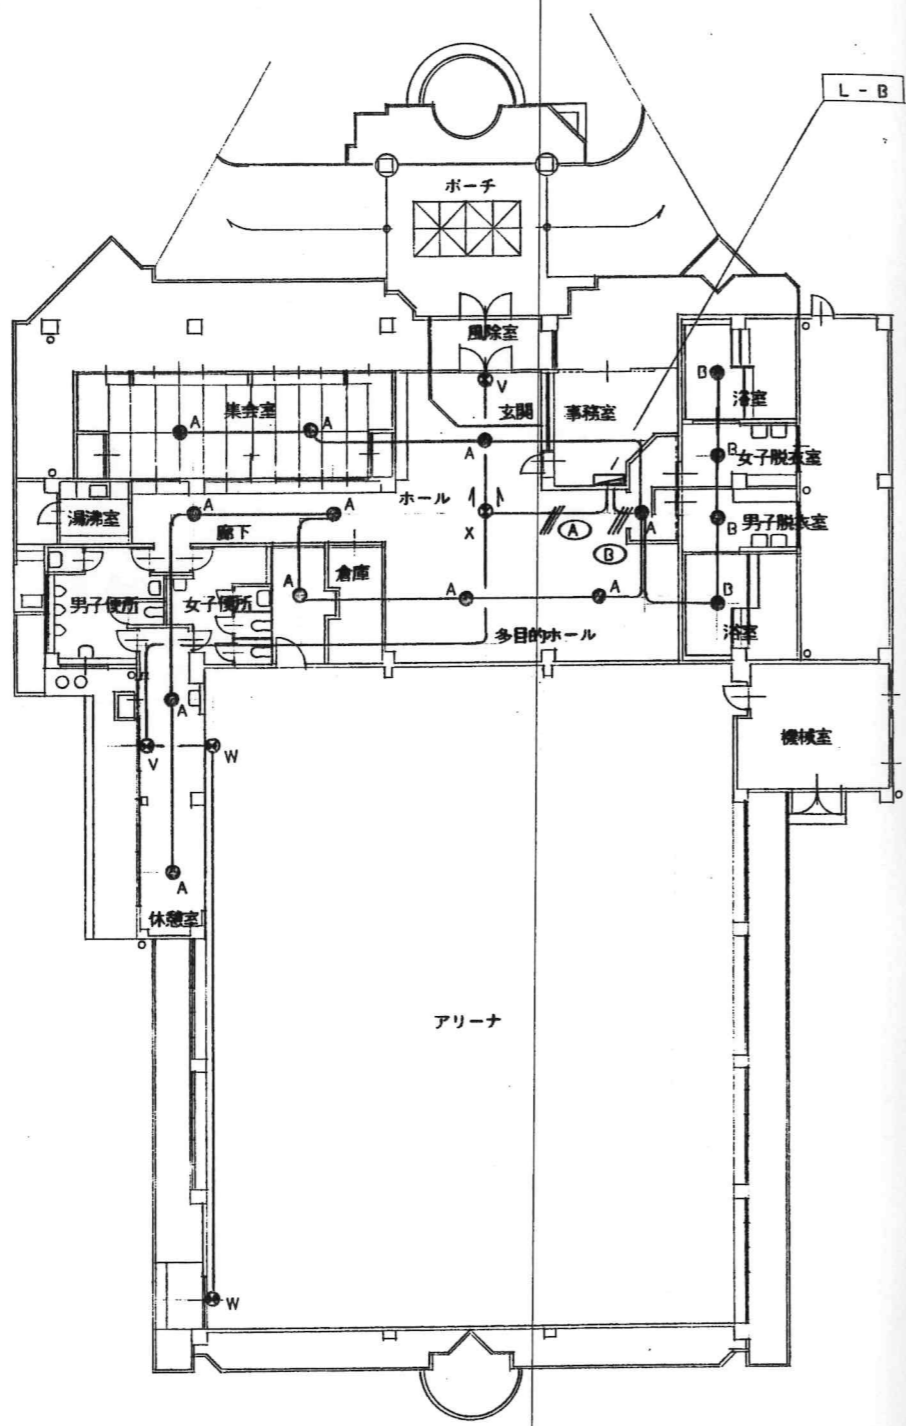 L - B
ポーチ
風除室
V
玄関
事務室
集会室
A
A
A
B
浴室
B
女子脱衣室
ホール
湯沸室
A
廊下
A
X
A
B
A
B
男子脱衣室
男子便所
女子便所
A
倉庫
A
A
B
浴室
多目的ホール
A
V
W
機械室
A
休憩室
アリーナ
W